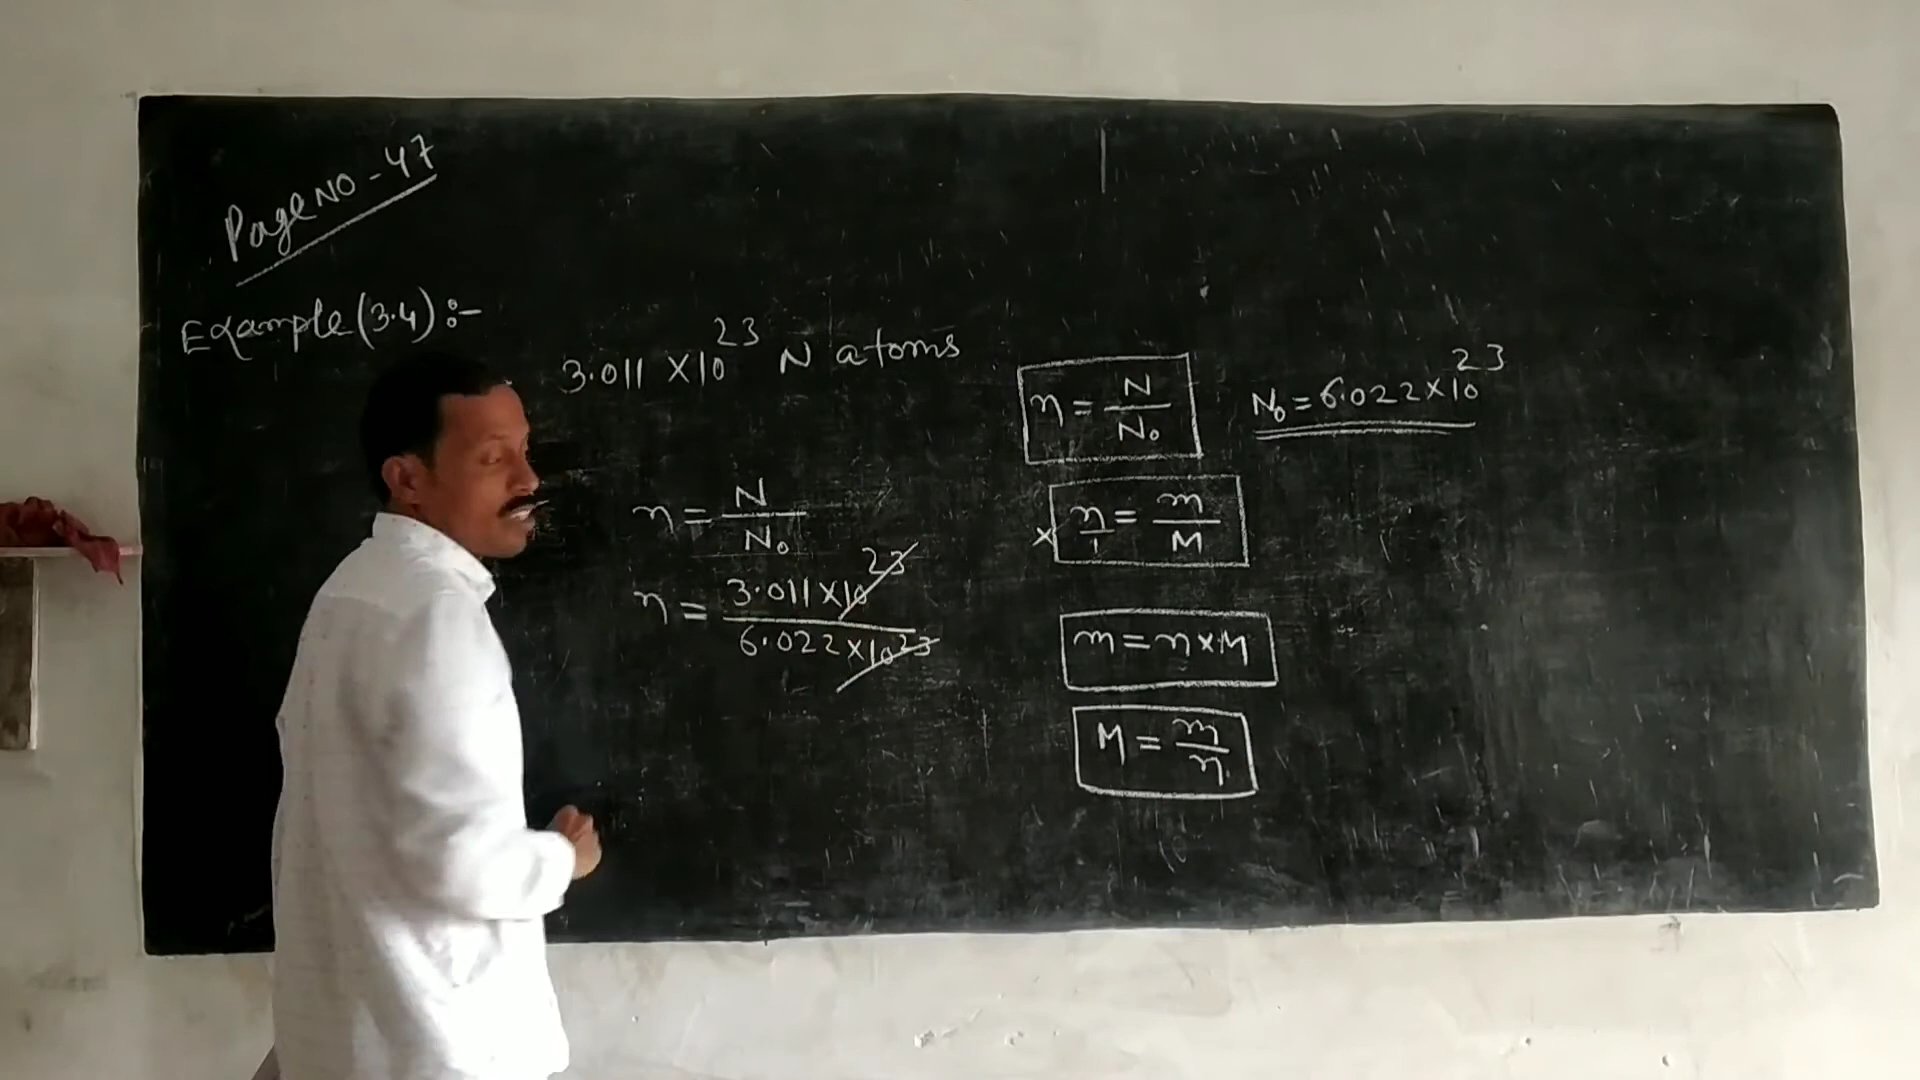 Page NO - 47
Example (3.4) :-
3.011 × 10²³ N atoms
n = N/N₀
n = 3.011 × 10²³ / 6.022 × 10²³
n = N/N₀
N₀ = 6.022 × 10²³
× n/1 = m/M
m = n × M
M = m/n